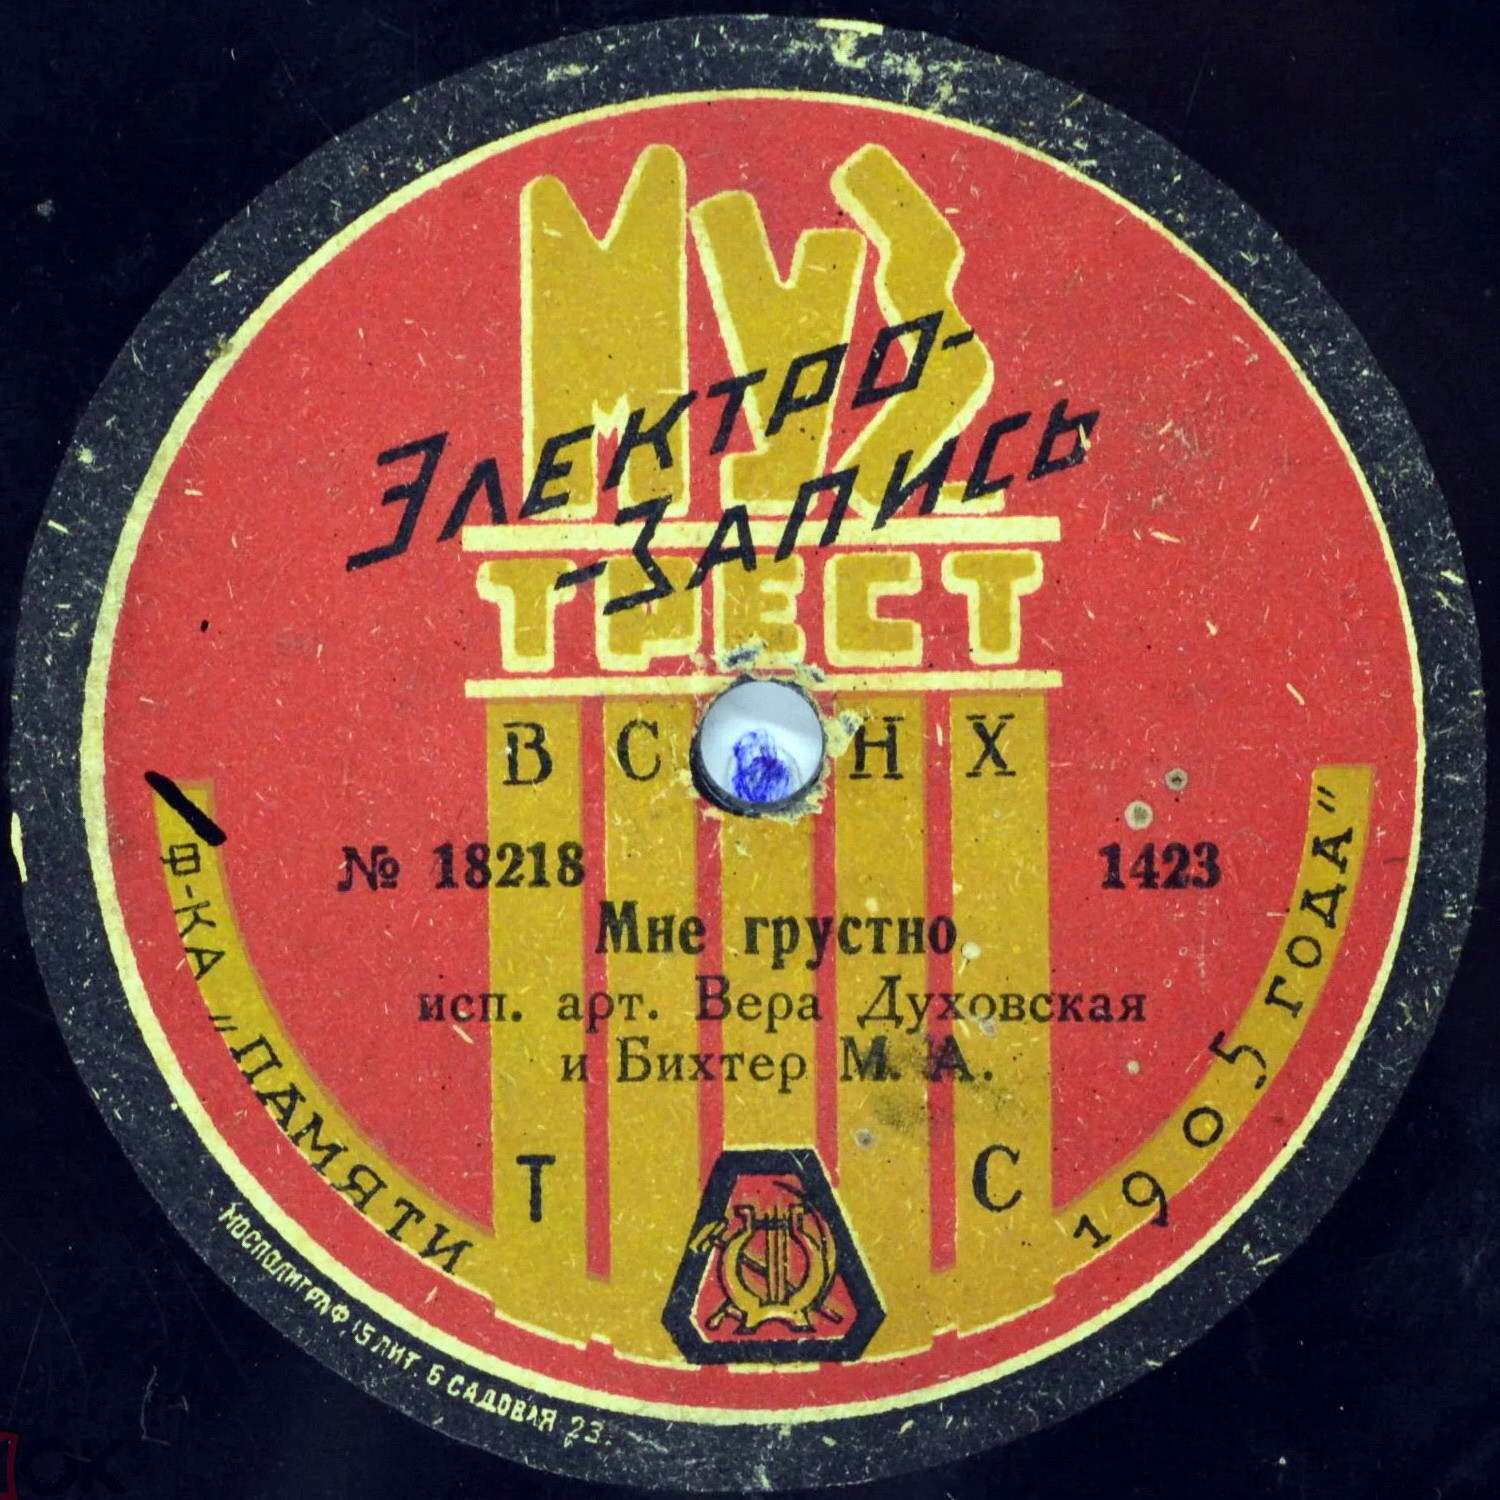 МУЗ
ЭЛЕКТРО-
-ЗАПИСЬ
ТРЕСТ
В С Н Х
№ 18218 1423
Мне грустно
исп. арт. Вера Духовская
и Бихтер М. А.
Т С
Ф-КА „ПАМЯТИ 1905 ГОДА"
МОСПОЛИГРАФ, 15 ЛИТ. Б САДОВАЯ 23.